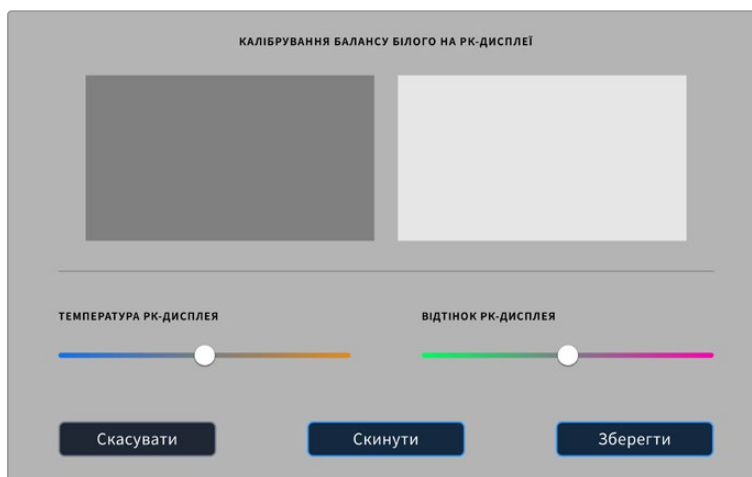 КАЛІБРУВАННЯ БАЛАНСУ БІЛОГО НА РК-ДИСПЛЕЇ
ТЕМПЕРАТУРА РК-ДИСПЛЕЯ
ВІДТІНОК РК-ДИСПЛЕЯ
Скасувати
Скинути
Зберегти